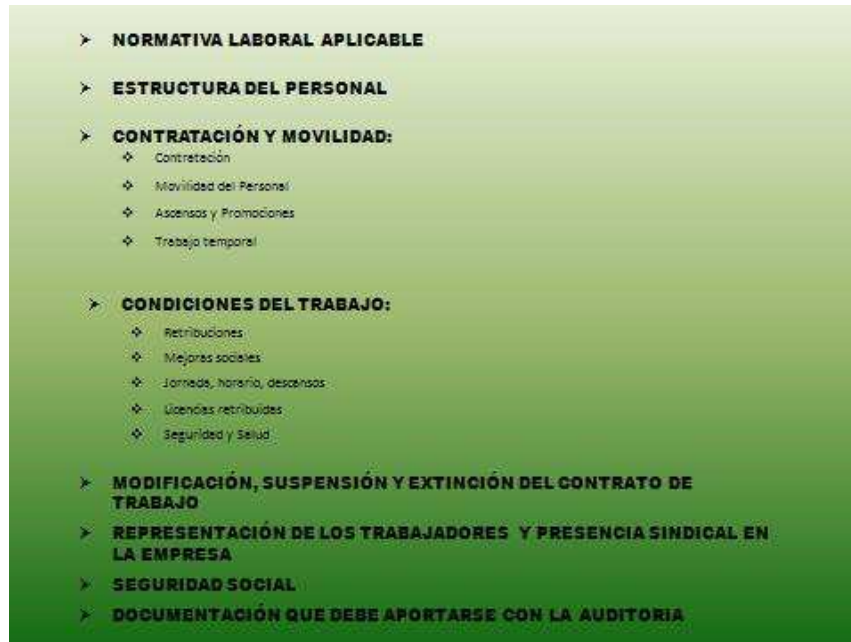 NORMATIVA LABORAL APLICABLE
ESTRUCTURA DEL PERSONAL
CONTRATACIÓN Y MOVILIDAD:
Contratación
Movilidad del Personal
Ascensos y Promociones
Trabajo temporal
CONDICIONES DEL TRABAJO:
Retribuciones
Mejoras sociales
Jornada, horario, descansos
Licencias retribuidas
Seguridad y Salud
MODIFICACIÓN, SUSPENSIÓN Y EXTINCIÓN DEL CONTRATO DE
TRABAJO
REPRESENTACIÓN DE LOS TRABAJADORES Y PRESENCIA SINDICAL EN
LA EMPRESA
SEGURIDAD SOCIAL
DOCUMENTACIÓN QUE DEBE APORTARSE CON LA AUDITORIA